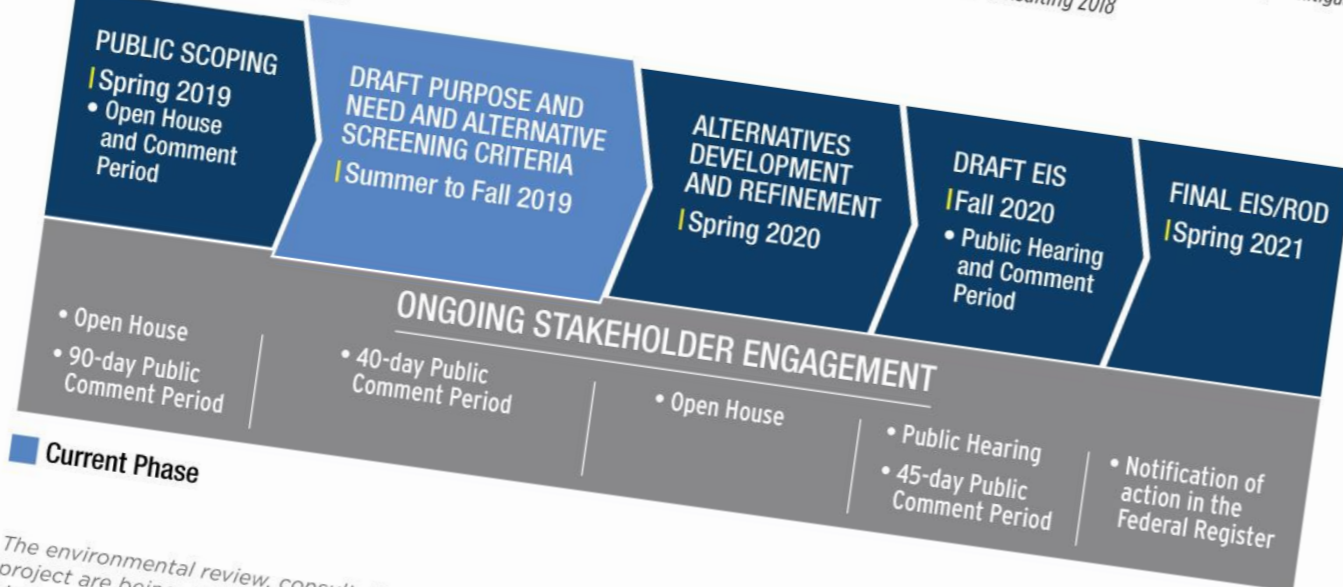 2018
PUBLIC SCOPING
Spring 2019
• Open House
and Comment
Period
DRAFT PURPOSE AND
NEED AND ALTERNATIVE
SCREENING CRITERIA
Summer to Fall 2019
ALTERNATIVES
DEVELOPMENT
AND REFINEMENT
Spring 2020
DRAFT EIS
Fall 2020
• Public Hearing
and Comment
Period
FINAL EIS/ROD
Spring 2021
ONGOING STAKEHOLDER ENGAGEMENT
• Open House
• 90-day Public
Comment Period
• 40-day Public
Comment Period
• Open House
• Public Hearing
• 45-day Public
Comment Period
• Notification of
action in the
Federal Register
Current Phase
The environmental review,
project are